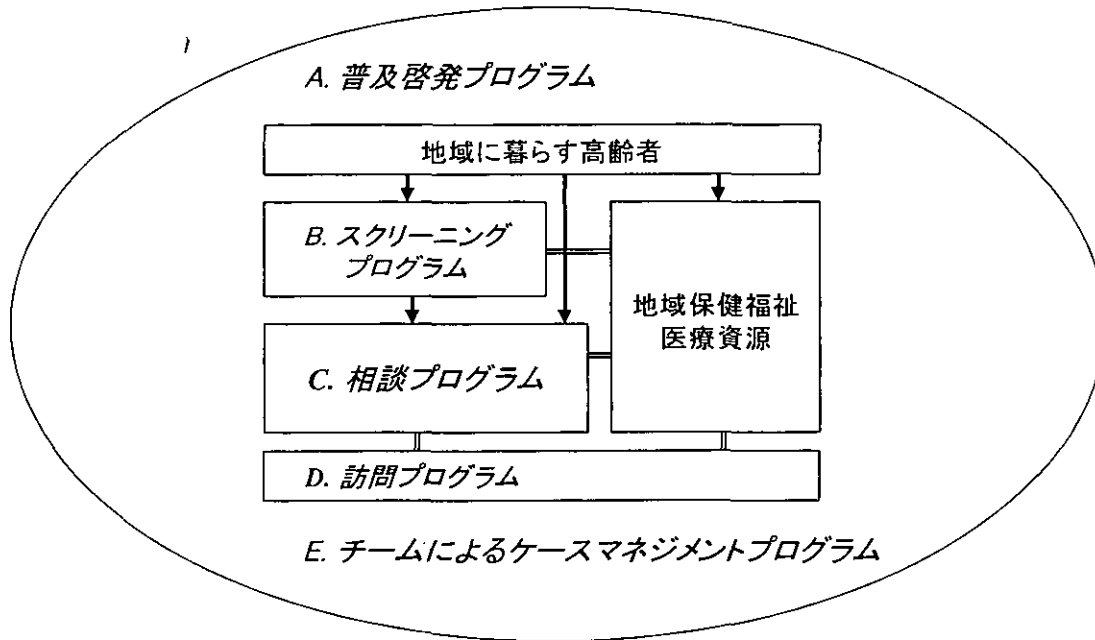 A. 普及啓発プログラム
地域に暮らす高齢者
B. スクリーニング
プログラム
地域保健福祉
医療資源
C. 相談プログラム
D. 訪問プログラム
E. チームによるケースマネジメントプログラム